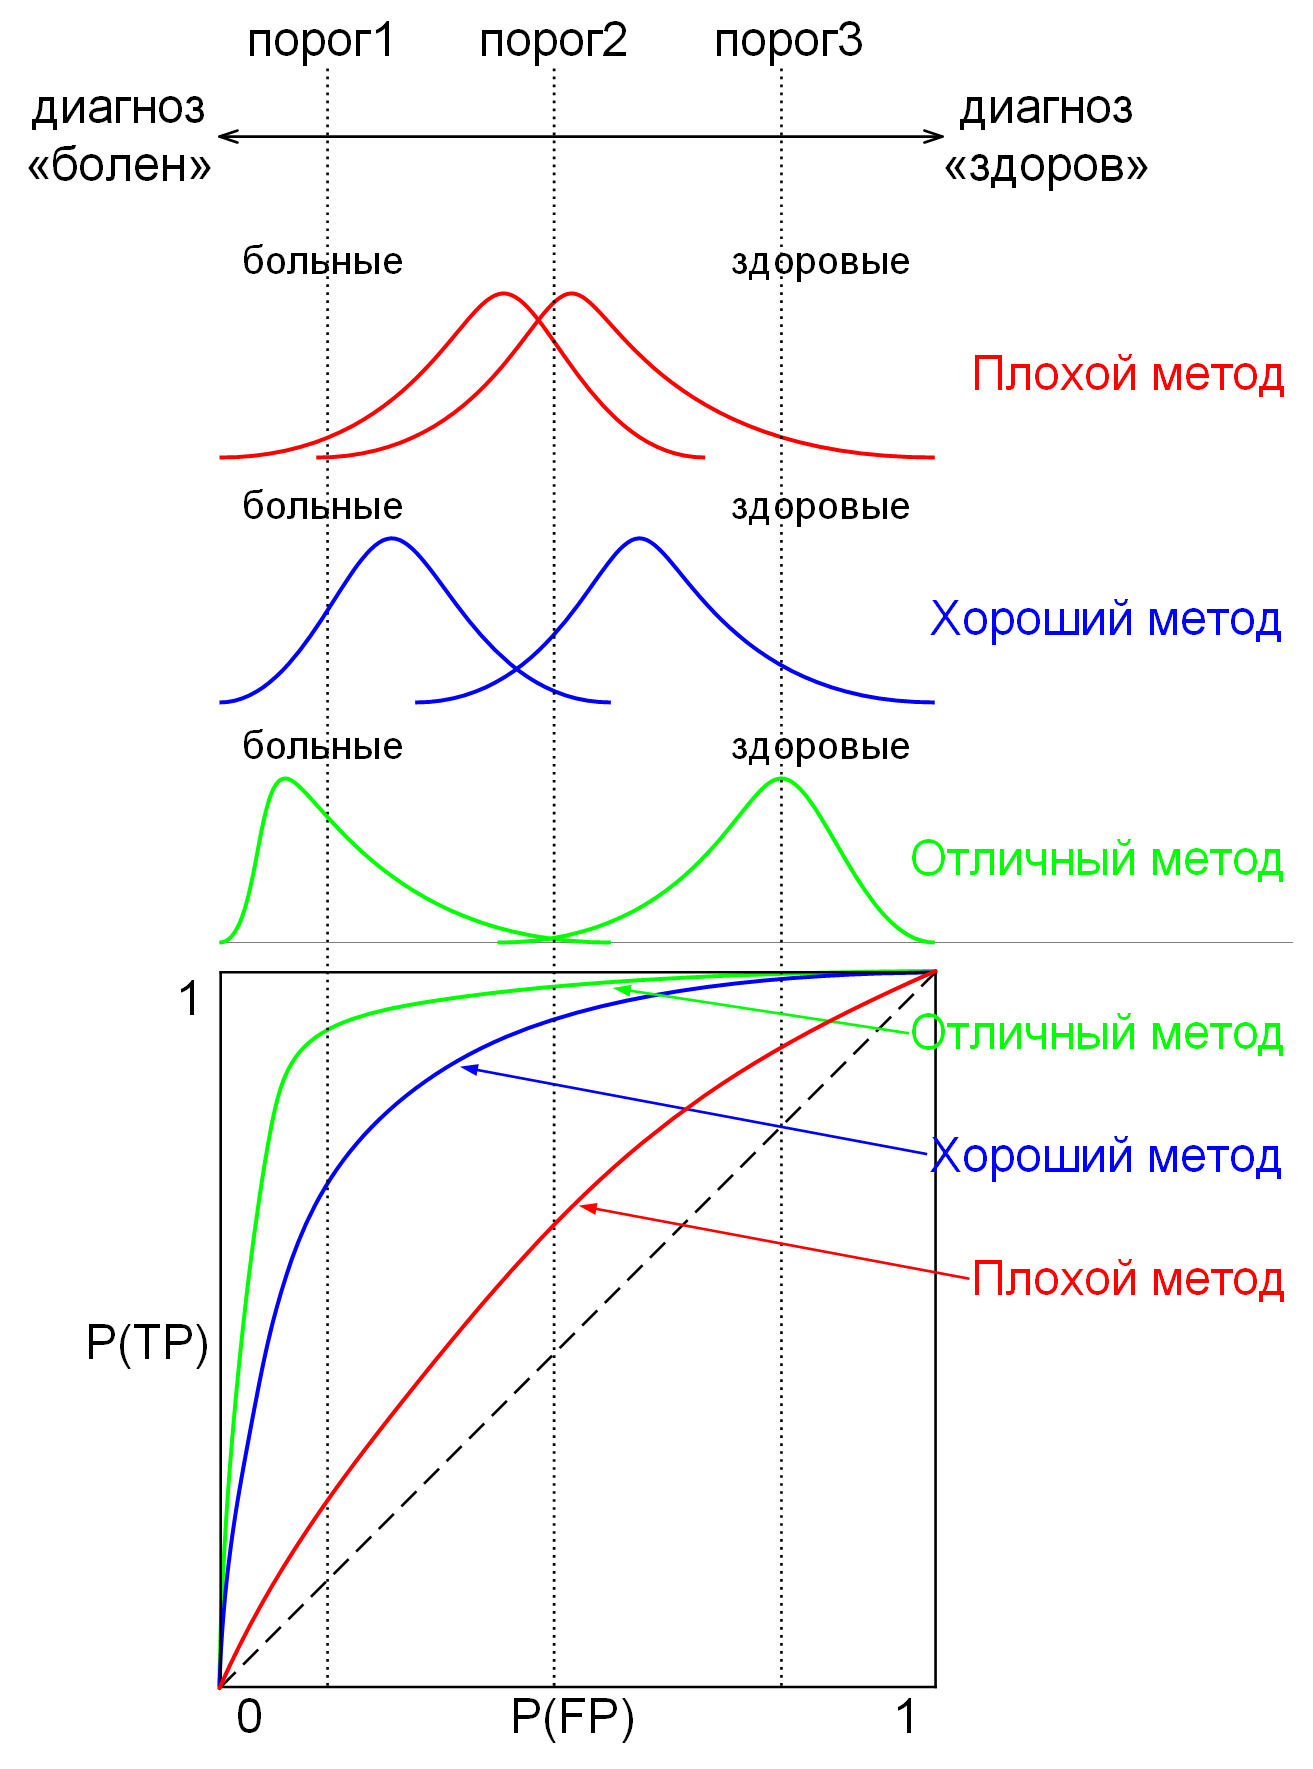 порог1 порог2 порог3
диагноз диагноз
«болен» «здоров»
больные здоровые
Плохой метод
больные здоровые
Хороший метод
больные здоровые
Отличный метод
1
Отличный метод
Хороший метод
Плохой метод
P(TP)
0 P(FP) 1